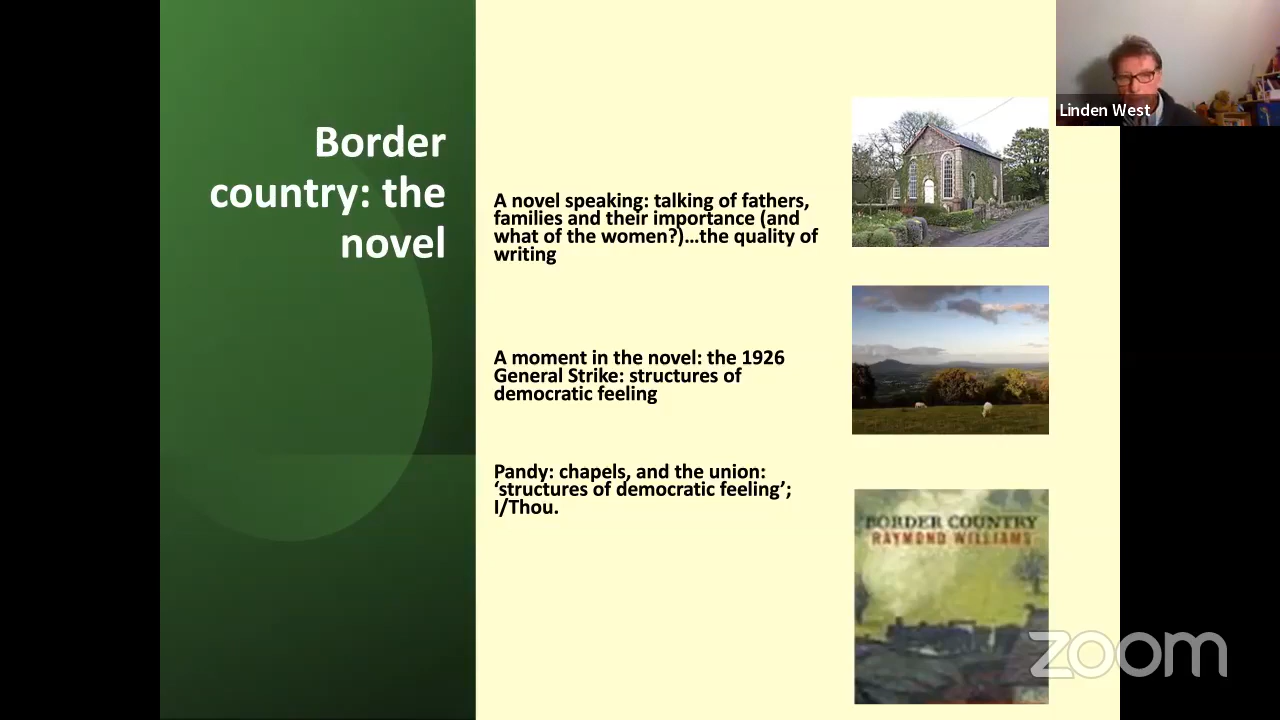 Border
country: the
novel
A novel speaking: talking of fathers,
families and their importance (and
what of the women?)...the quality of
writing
A moment in the novel: the 1926
General Strike: structures of
democratic feeling
Pandy: chapels, and the union:
‘structures of democratic feeling’;
I/Thou.
BORDER COUNTRY
RAYMOND WILLIAMS
Linden West
zoom